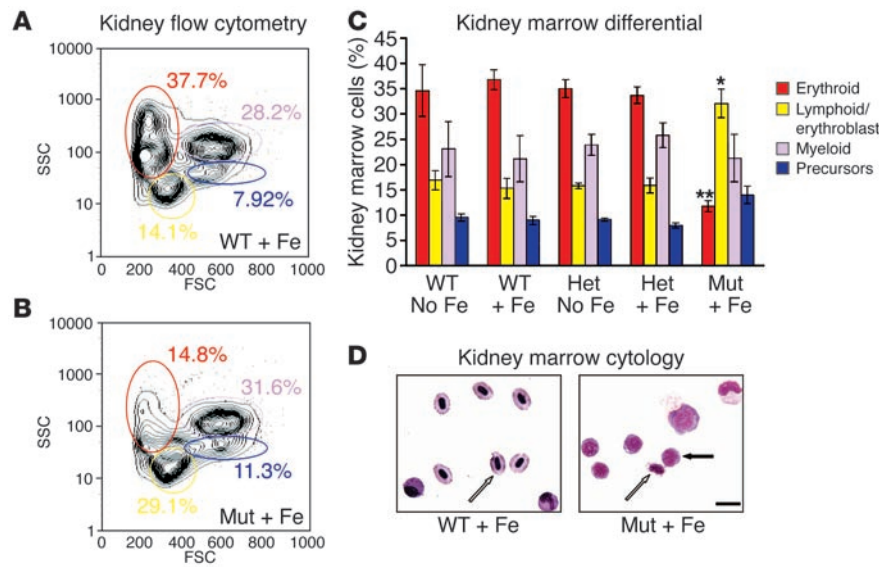 A Kidney flow cytometry
10000
1000
100
10
1
SSC
37.7%
28.2%
7.92%
14.1%
WT + Fe
0 200 400 600 800 1000
FSC
B
10000
1000
100
10
1
SSC
14.8%
31.6%
11.3%
29.1%
Mut + Fe
0 200 400 600 800 1000
FSC
C Kidney marrow differential
Kidney marrow cells (%)
45
35
30
25
20
15
10
5
0
*
**
WT
No Fe
WT
+ Fe
Het
No Fe
Het
+ Fe
Mut
+ Fe
Erythroid
Lymphoid/
erythroblast
Myeloid
Precursors
D Kidney marrow cytology
WT + Fe
Mut + Fe